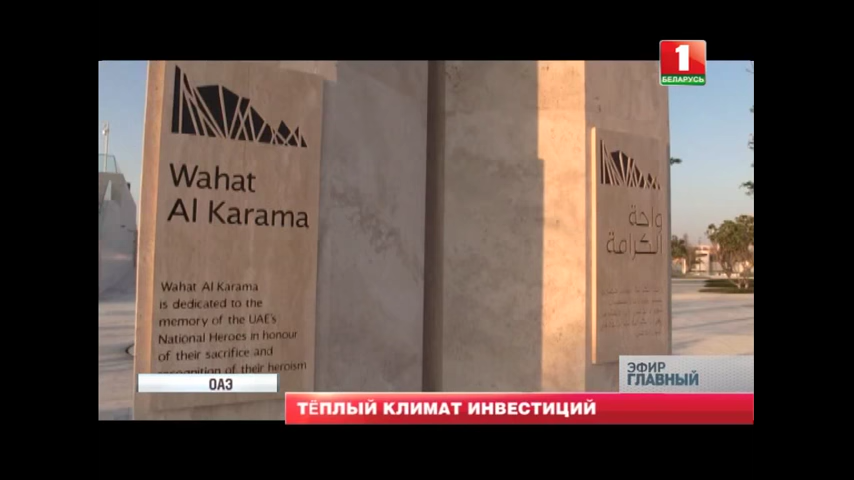 1
БЕЛАРУСЬ
Wahat
Al Karama
Wahat Al Karama
is dedicated to the
memory of the UAE's
National Heroes in honour
of their sacrifice and
recognition of their heroism
واحة
الكرامة
ОАЭ
ЭФИР
ГЛАВНЫЙ
ТЁПЛЫЙ КЛИМАТ ИНВЕСТИЦИЙ